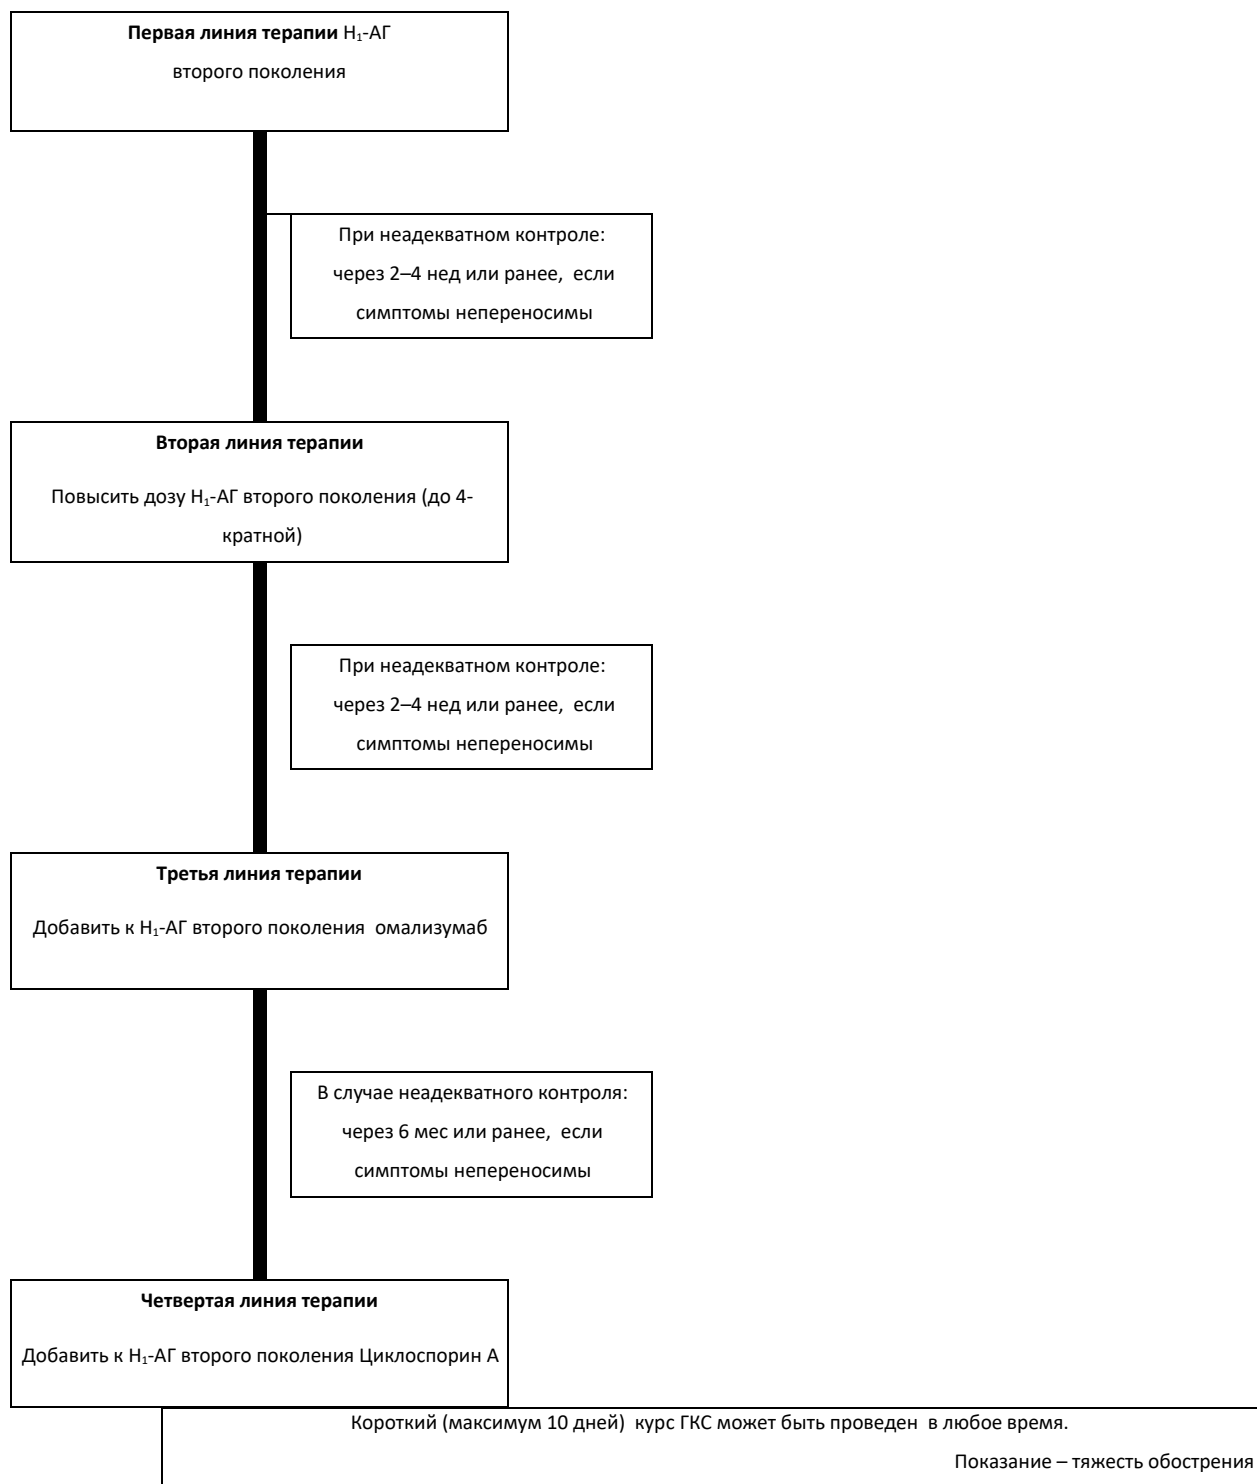 Первая линия терапии H₁-АГ
второго поколения
При неадекватном контроле:
через 2–4 нед или ранее, если
симптомы непереносимы
Вторая линия терапии
Повысить дозу H₁-АГ второго поколения (до 4-
кратной)
При неадекватном контроле:
через 2–4 нед или ранее, если
симптомы непереносимы
Третья линия терапии
Добавить к H₁-АГ второго поколения омализумаб
В случае неадекватного контроля:
через 6 мес или ранее, если
симптомы непереносимы
Четвертая линия терапии
Добавить к H₁-АГ второго поколения Циклоспорин А
Короткий (максимум 10 дней) курс ГКС может быть проведен в любое время.
Показание – тяжесть обострения